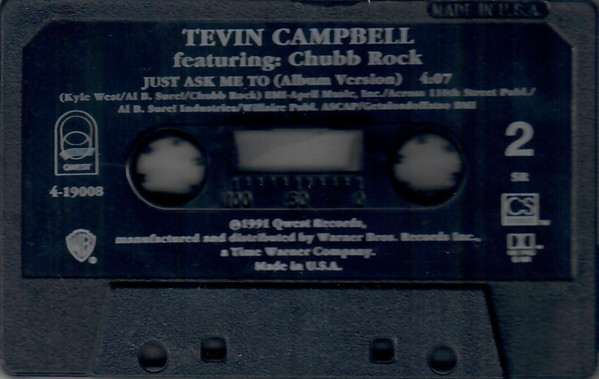 MADE IN U.S.A.
TEVIN CAMPBELL
featuring: Chubb Rock
JUST ASK ME TO (Album Version) 4:07
(Kyle West/Al B. Sure!/Chubb Rock) BMI-April Music, Inc./Across 110th Street Publ./
Al B. Sure! Industries/Willaire Publ. ASCAP/Getaloadoffatso BMI
QWEST
4-19008
2
SR
CS
100 50 0
℗1991 Qwest Records,
manufactured and distributed by Warner Bros. Records Inc.,
a Time Warner Company.
Made in U.S.A.